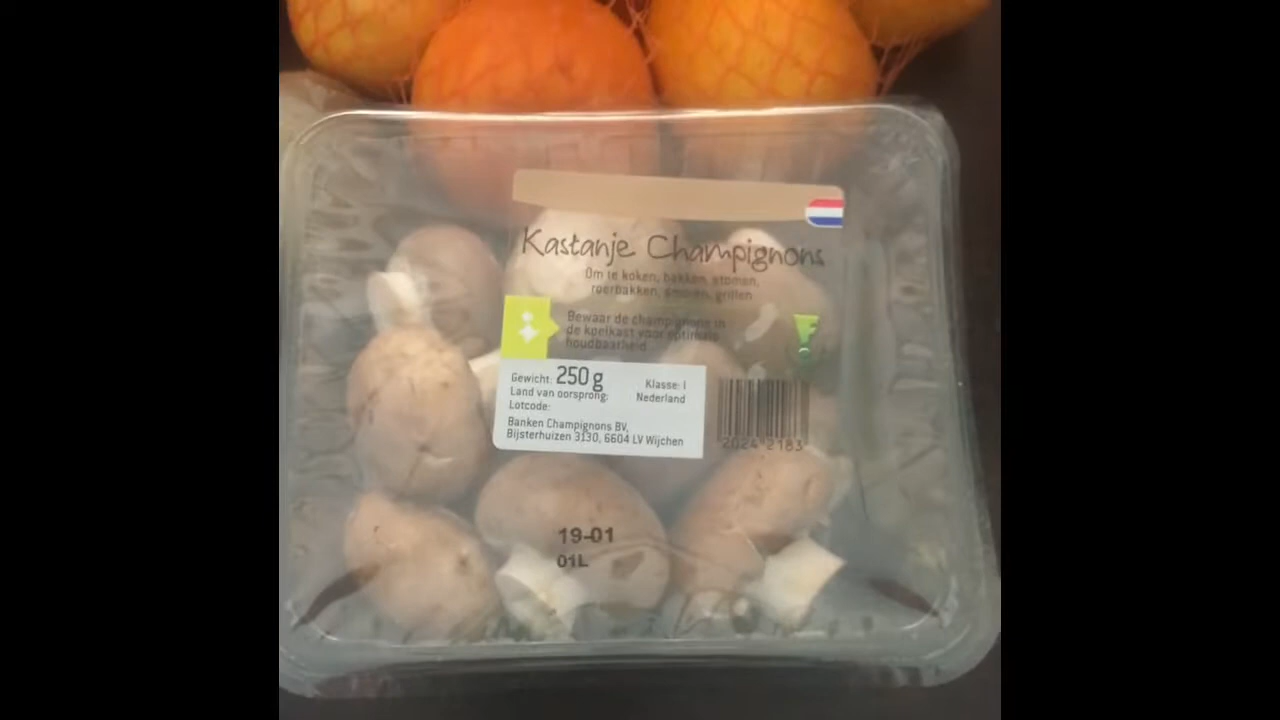 Kastanje Champignons
Om te koken, bakken, stomen,
roerbakken, smoren, grillen
Bewaar de champignons in
de koelkast voor optimale
houdbaarheid
Gewicht: 250 g Klasse: I
Land van oorsprong: Nederland
Lotcode:
Banken Champignons BV,
Bijsterhuizen 3130, 6604 LV Wijchen
2024 2183
19-01
01L